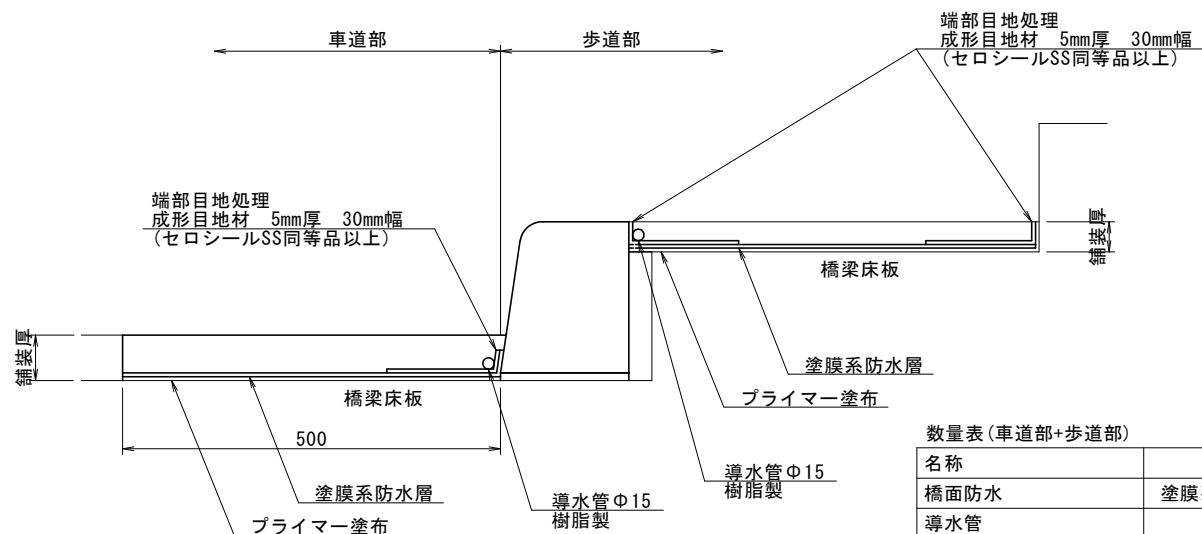 車道部
歩道部
端部目地処理
成形目地材 5mm厚 30mm幅
(セロシールSS同等品以上)
端部目地処理
成形目地材 5mm厚 30mm幅
(セロシールSS同等品以上)
舗装厚
橋梁床板
舗装厚
橋梁床板
塗膜系防水層
プライマー塗布
500
導水管Φ15
樹脂製
塗膜系防水層
導水管Φ15
樹脂製
プライマー塗布
数量表(車道部+歩道部)
名称
橋面防水 塗膜
導水管